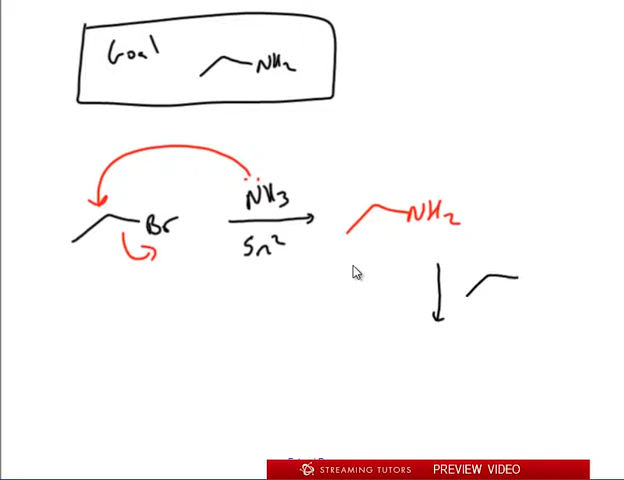 Goal
NH2
NH3
Br
Sn2
NH2
STREAMING TUTORS PREVIEW VIDEO